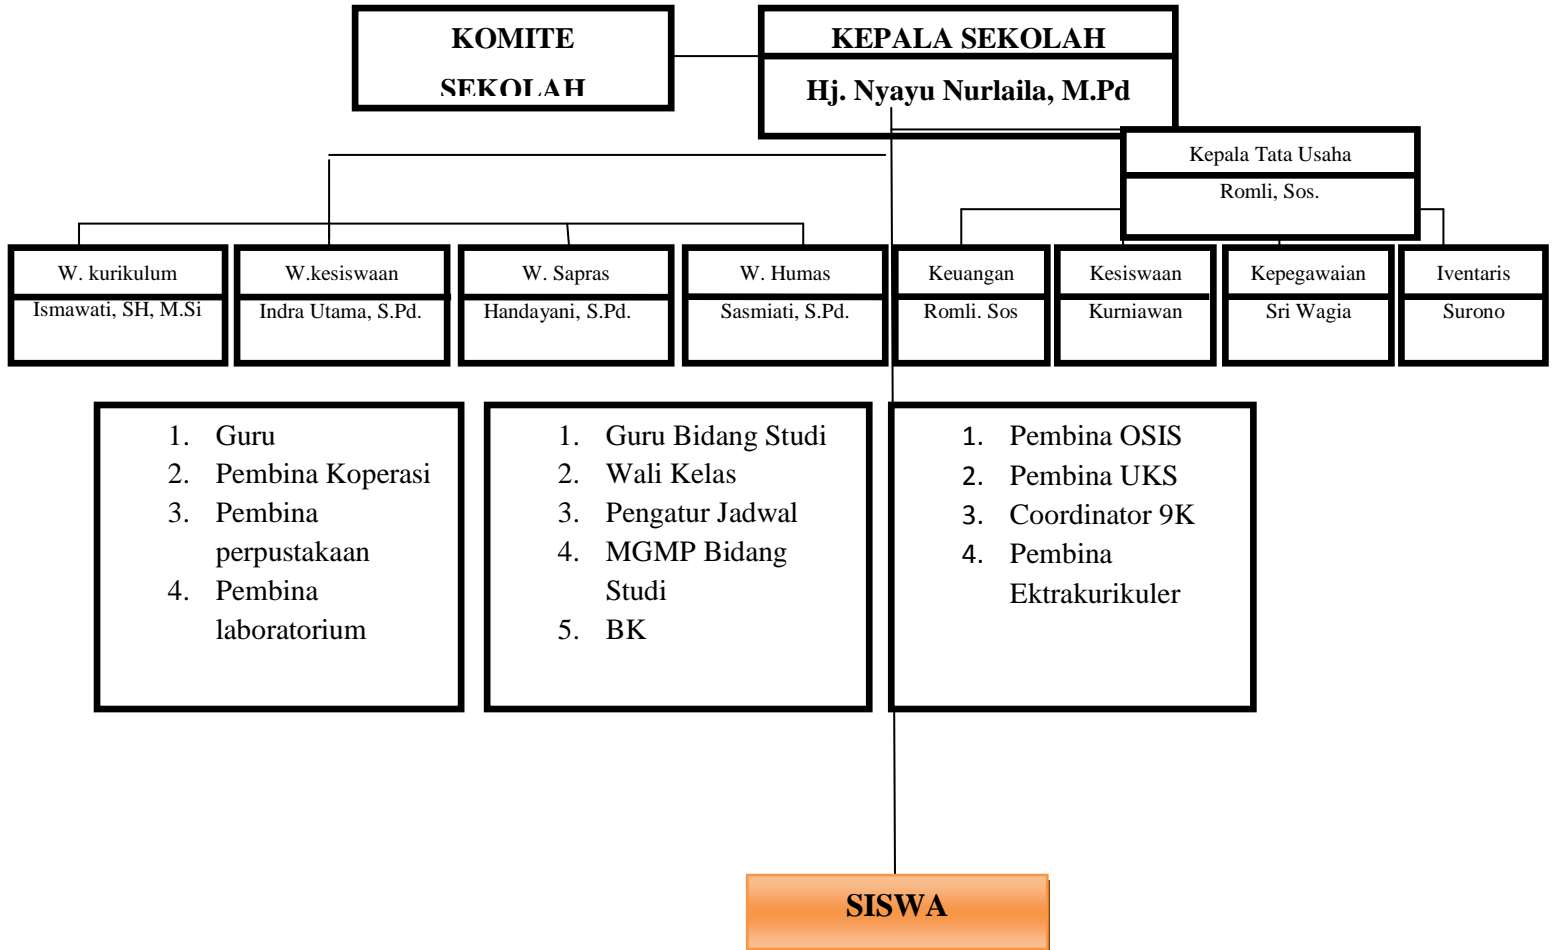 KOMITE
SEKOLAH
KEPALA SEKOLAH
Hj. Nyayu Nurlaila, M.Pd
Kepala Tata Usaha
Romli, Sos.
W. kurikulum
Ismawati, SH, M.Si
W.kesiswaan
Indra Utama, S.Pd.
W. Sapras
Handayani, S.Pd.
W. Humas
Sasmiati, S.Pd.
Keuangan
Romli. Sos
Kesiswaan
Kurniawan
Kepegawaian
Sri Wagia
Iventaris
Surono
1. Guru
2. Pembina Koperasi
3. Pembina
perpustakaan
4. Pembina
laboratorium
1. Guru Bidang Studi
2. Wali Kelas
3. Pengatur Jadwal
4. MGMP Bidang
Studi
5. BK
1. Pembina OSIS
2. Pembina UKS
3. Coordinator 9K
4. Pembina
Ektrakurikuler
SISWA